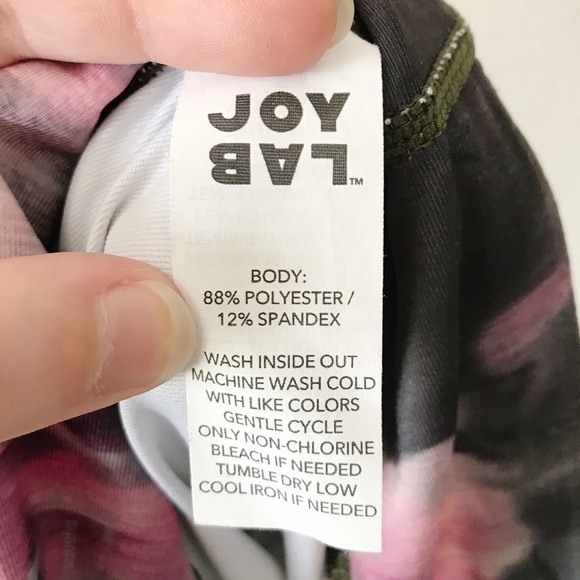 JOY
LAB™
BODY:
88% POLYESTER /
12% SPANDEX
WASH INSIDE OUT
MACHINE WASH COLD
WITH LIKE COLORS
GENTLE CYCLE
ONLY NON-CHLORINE
BLEACH IF NEEDED
TUMBLE DRY LOW
COOL IRON IF NEEDED